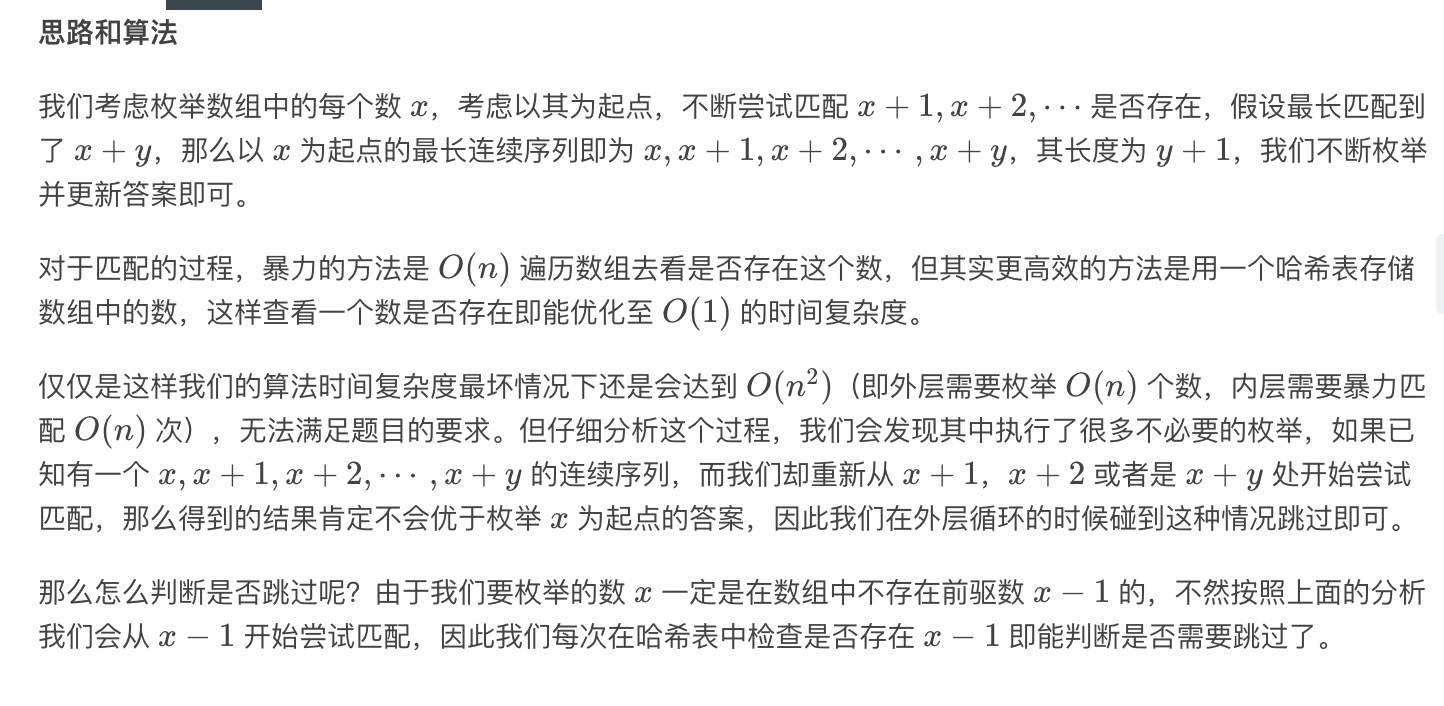 思路和算法
我们考虑枚举数组中的每个数 x，考虑以其为起点，不断尝试匹配 x + 1, x + 2, ⋯ 是否存在，假设最长匹配到
了 x + y，那么以 x 为起点的最长连续序列即为 x, x + 1, x + 2, ⋯ , x + y，其长度为 y + 1，我们不断枚举
并更新答案即可。
对于匹配的过程，暴力的方法是 O(n) 遍历数组去看是否存在这个数，但其实更高效的方法是用一个哈希表存储
数组中的数，这样查看一个数是否存在即能优化至 O(1) 的时间复杂度。
仅仅是这样我们的算法时间复杂度最坏情况下还是会达到 O(n²)（即外层需要枚举 O(n) 个数，内层需要暴力匹
配 O(n) 次），无法满足题目的要求。但仔细分析这个过程，我们会发现其中执行了很多不必要的枚举，如果已
知有一个 x, x + 1, x + 2, ⋯ , x + y 的连续序列，而我们却重新从 x + 1，x + 2 或者是 x + y 处开始尝试
匹配，那么得到的结果肯定不会优于枚举 x 为起点的答案，因此我们在外层循环的时候碰到这种情况跳过即可。
那么怎么判断是否跳过呢？由于我们要枚举的数 x 一定是在数组中不存在前驱数 x − 1 的，不然按照上面的分析
我们会从 x − 1 开始尝试匹配，因此我们每次在哈希表中检查是否存在 x − 1 即能判断是否需要跳过了。